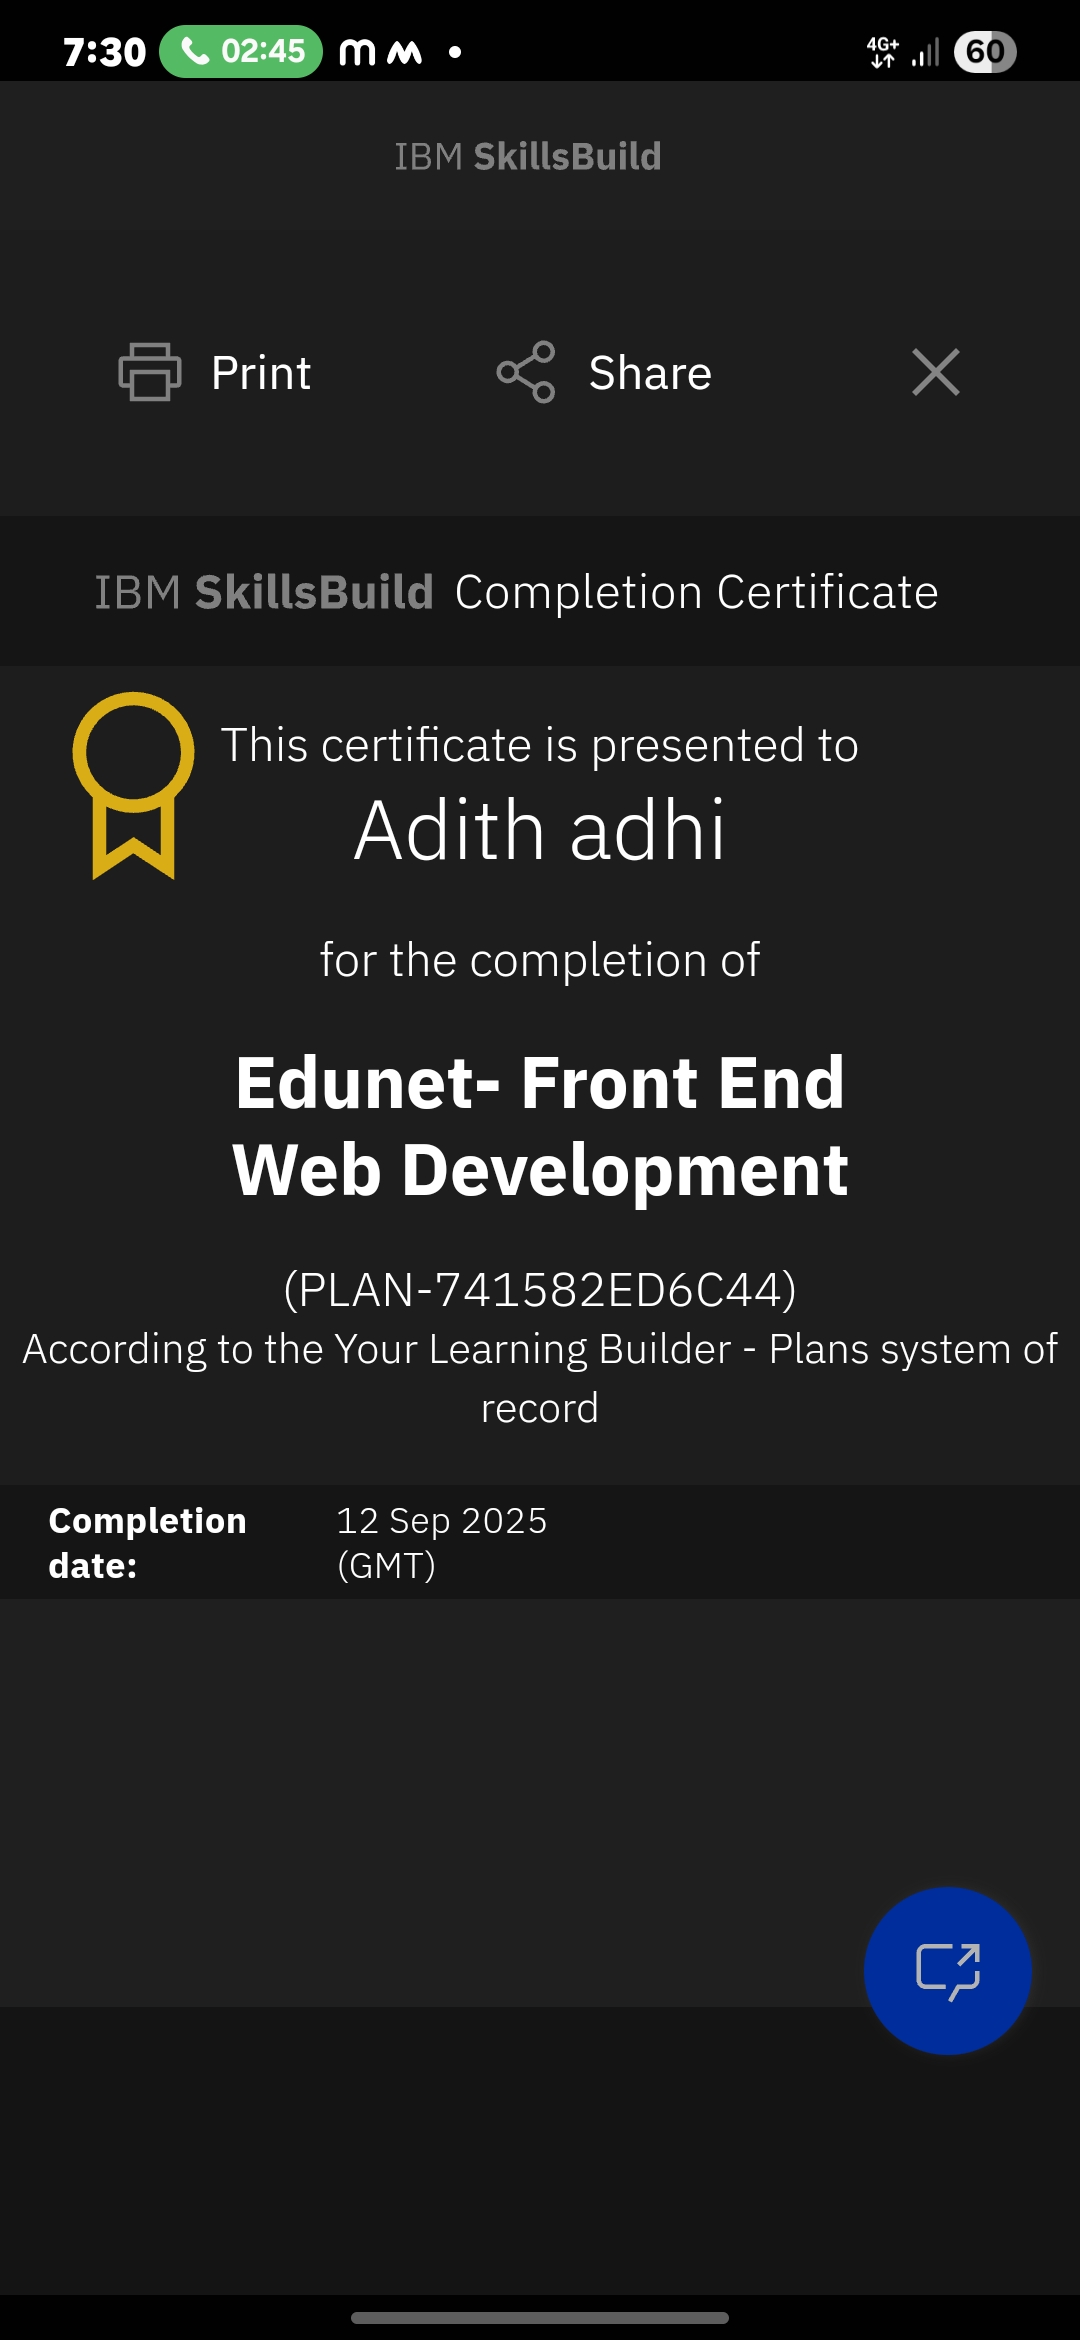 7:30 02:45 4G+ 60
IBM SkillsBuild
Print Share
IBM SkillsBuild Completion Certificate
This certificate is presented to
Adith adhi
for the completion of
Edunet- Front End
Web Development
(PLAN-741582ED6C44)
According to the Your Learning Builder - Plans system of
record
Completion 12 Sep 2025
date: (GMT)